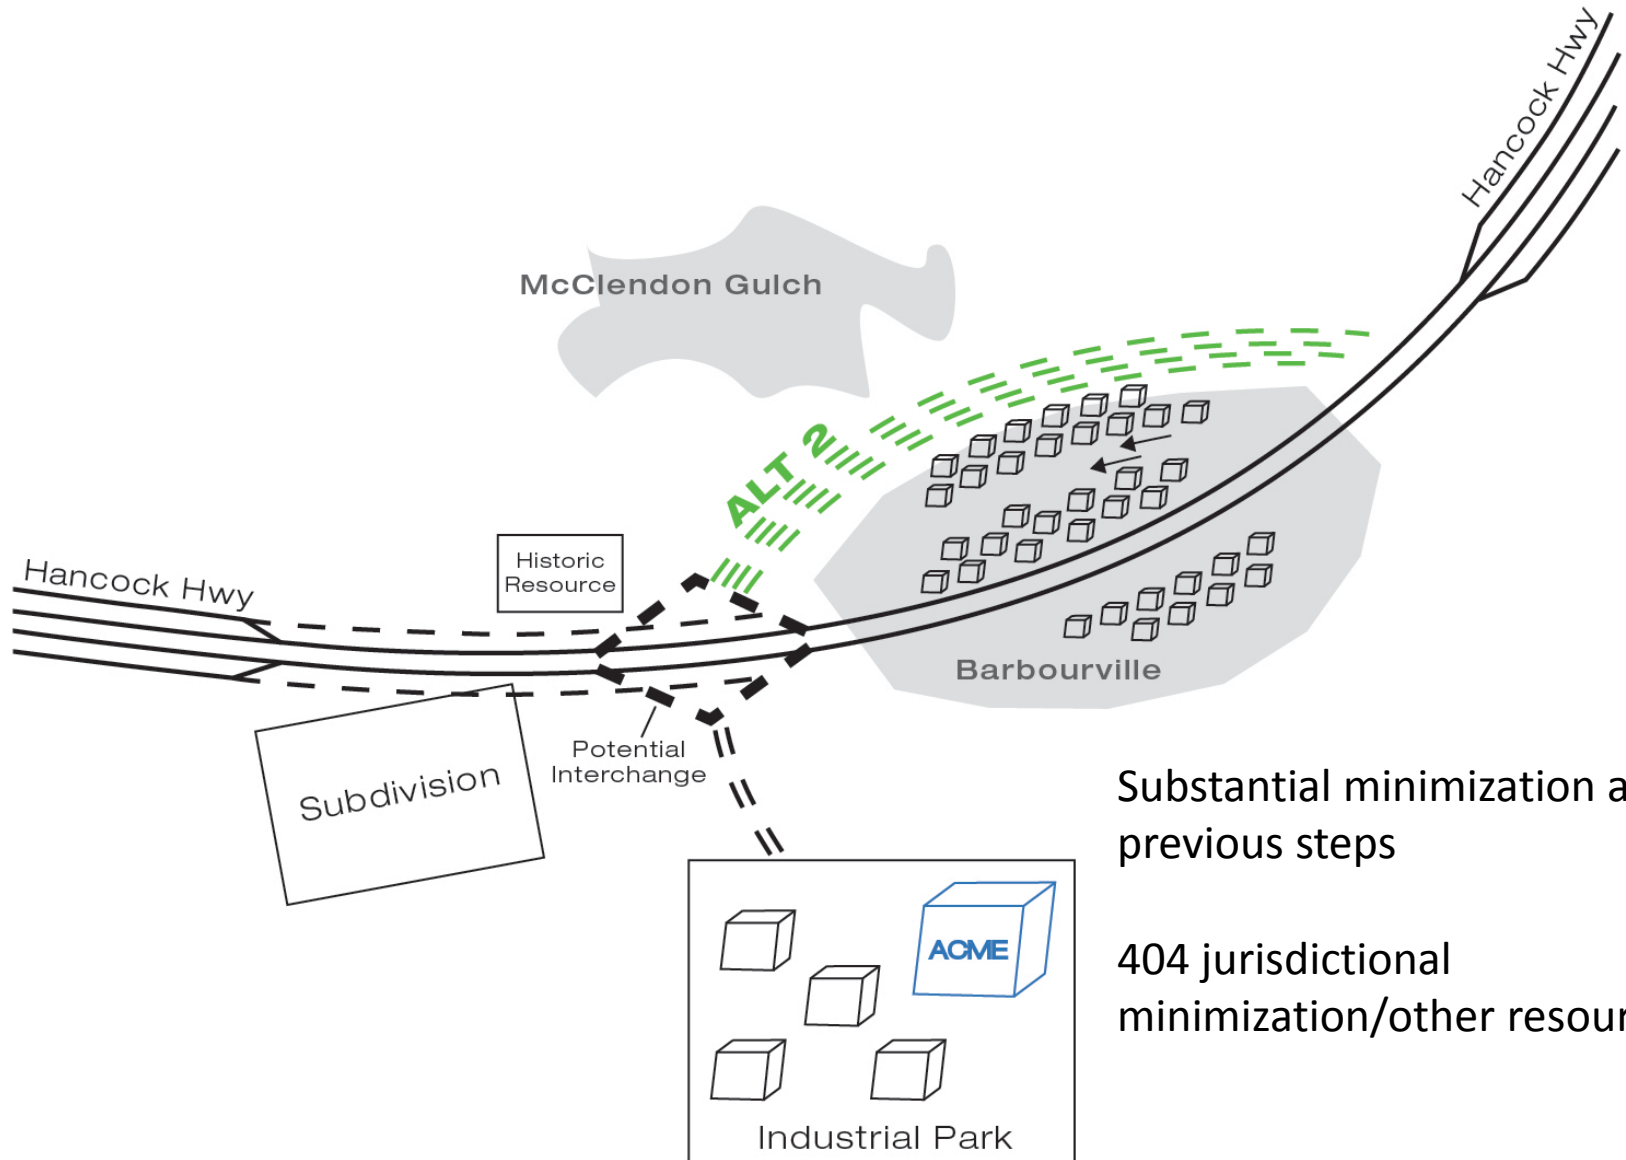 Hancock Hwy
McClendon Gulch
ALT 2
Historic
Resource
Hancock Hwy
Barbourville
Potential
Interchange
Subdivision
Substantial minimization
previous steps
ACME
404 jurisdictional
minimization/other
Industrial Park